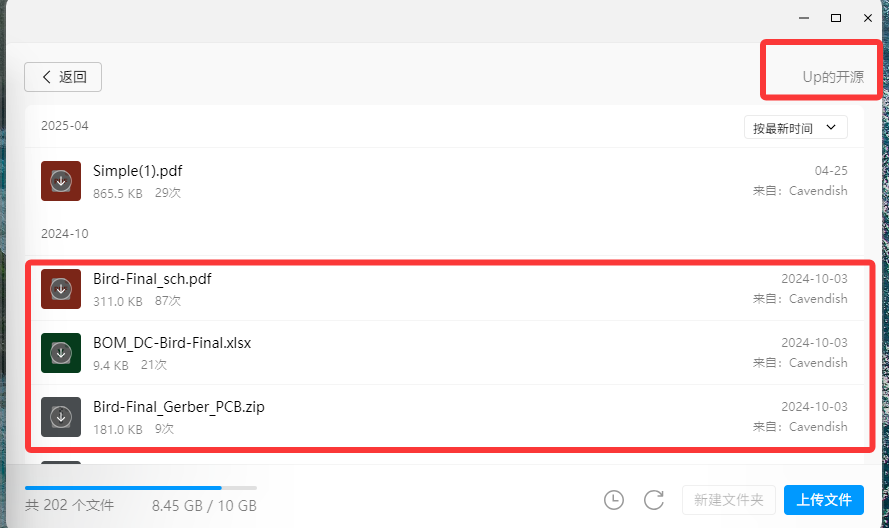 返回
Up的开源
2025-04
按最新时间
Simple(1).pdf
04-25
865.5 KB 29次
来自：Cavendish
2024-10
Bird-Final_sch.pdf
2024-10-03
311.0 KB 87次
来自：Cavendish
BOM_DC-Bird-Final.xlsx
2024-10-03
9.4 KB 21次
来自：Cavendish
Bird-Final_Gerber_PCB.zip
2024-10-03
181.0 KB 9次
来自：Cavendish
共 202 个文件 8.45 GB / 10 GB
新建文件夹
上传文件